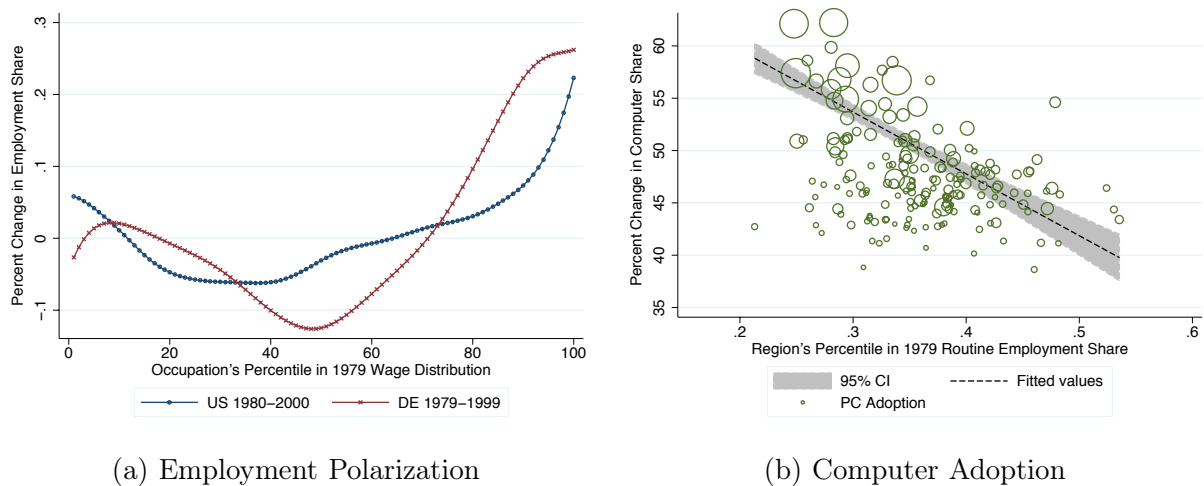 .3
.2
.1
0
−.1
Percent Change in Employment Share
0 20 40 60 80 100
Occupation's Percentile in 1979 Wage Distribution
US 1980−2000 DE 1979−1999
(a) Employment Polarization
60
55
50
45
40
35
Percent Change in Computer Share
.2 .3 .4 .5 .6
Region's Percentile in 1979 Routine Employment Share
95% CI Fitted values
PC Adoption
(b) Computer Adoption